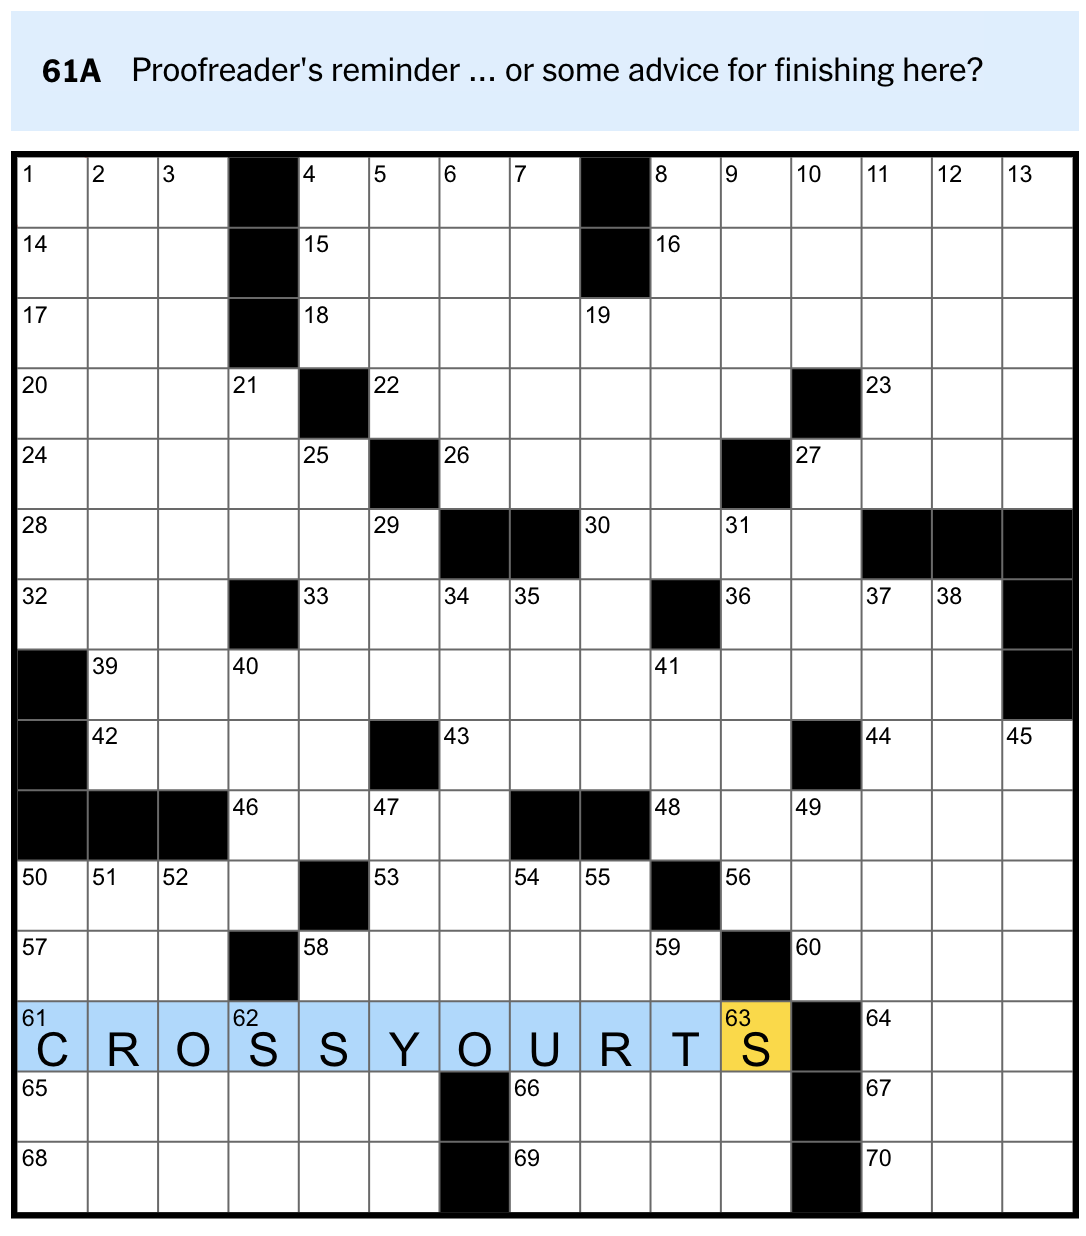 61A Proofreader's reminder ... or some advice for finishing here?
1 2 3 4 5 6 7 8 9 10 11 12 13
14 15 16
17 18 19
20 21 22 23
24 25 26 27
28 29 30 31
32 33 34 35 36 37 38
39 40 41
42 43 44 45
46 47 48 49
50 51 52 53 54 55 56
57 58 59 60
61 62 63 64
C R O S S Y O U R T S
65 66 67
68 69 70